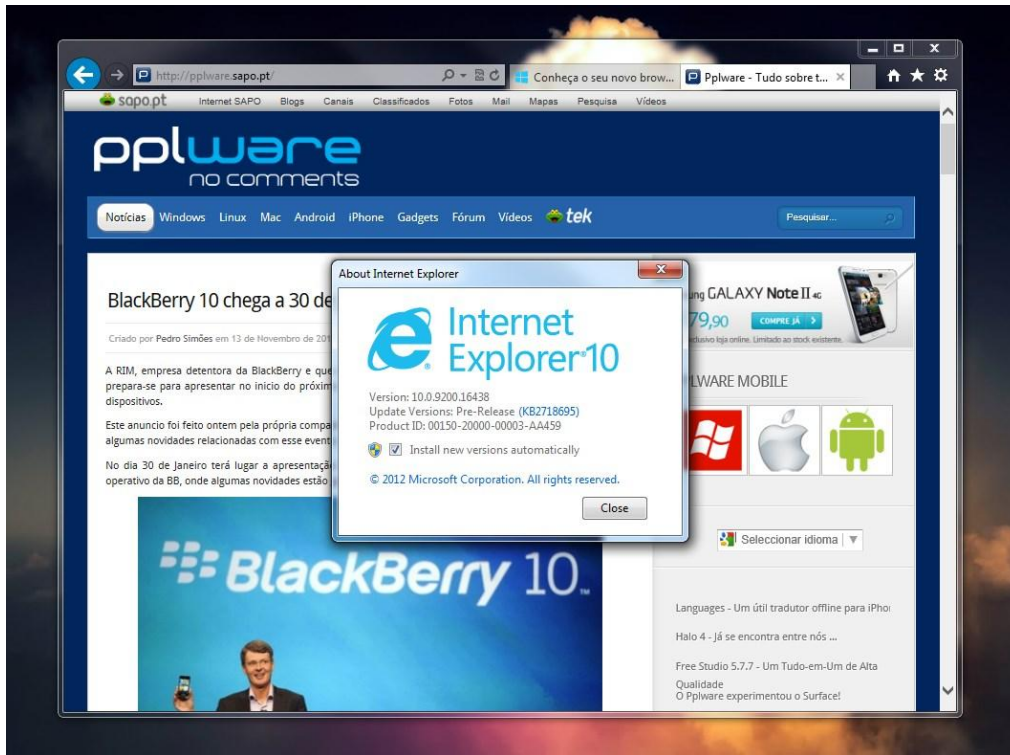 http://pplware.sapo.pt/
Conheça o seu novo brow...
Pplware - Tudo sobre t...
sapo.pt Internet SAPO Blogs Canais Classificados Fotos Mail Mapas Pesquisa Vídeos
pplware
no comments
Notícias Windows Linux Mac Android iPhone Gadgets Fórum Vídeos tek
Pesquisar...
BlackBerry 10 chega a 30 de
Criado por Pedro Simões em 13 de Novembro de 201
A RIM, empresa detentora da BlackBerry e que
prepara-se para apresentar no inicio do próxim
dispositivos.
Este anuncio foi feito ontem pela própria compa
algumas novidades relacionadas com esse event
No dia 30 de Janeiro terá lugar a apresentação
operativo da BB, onde algumas novidades estão
BlackBerry 10
About Internet Explorer
Internet
Explorer 10
Version: 10.0.9200.16438
Update Versions: Pre-Release (KB2718695)
Product ID: 00150-20000-00003-AA459
Install new versions automatically
© 2012 Microsoft Corporation. All rights reserved.
Close
ung GALAXY Note II 4G
79,90 COMPRE JÁ
xclusivo loja online. Limitado ao stock existente.
PLWARE MOBILE
Seleccionar idioma
Languages - Um útil tradutor offline para iPho
Halo 4 - Já se encontra entre nós ...
Free Studio 5.7.7 - Um Tudo-em-Um de Alta
Qualidade
O Pplware experimentou o Surface!